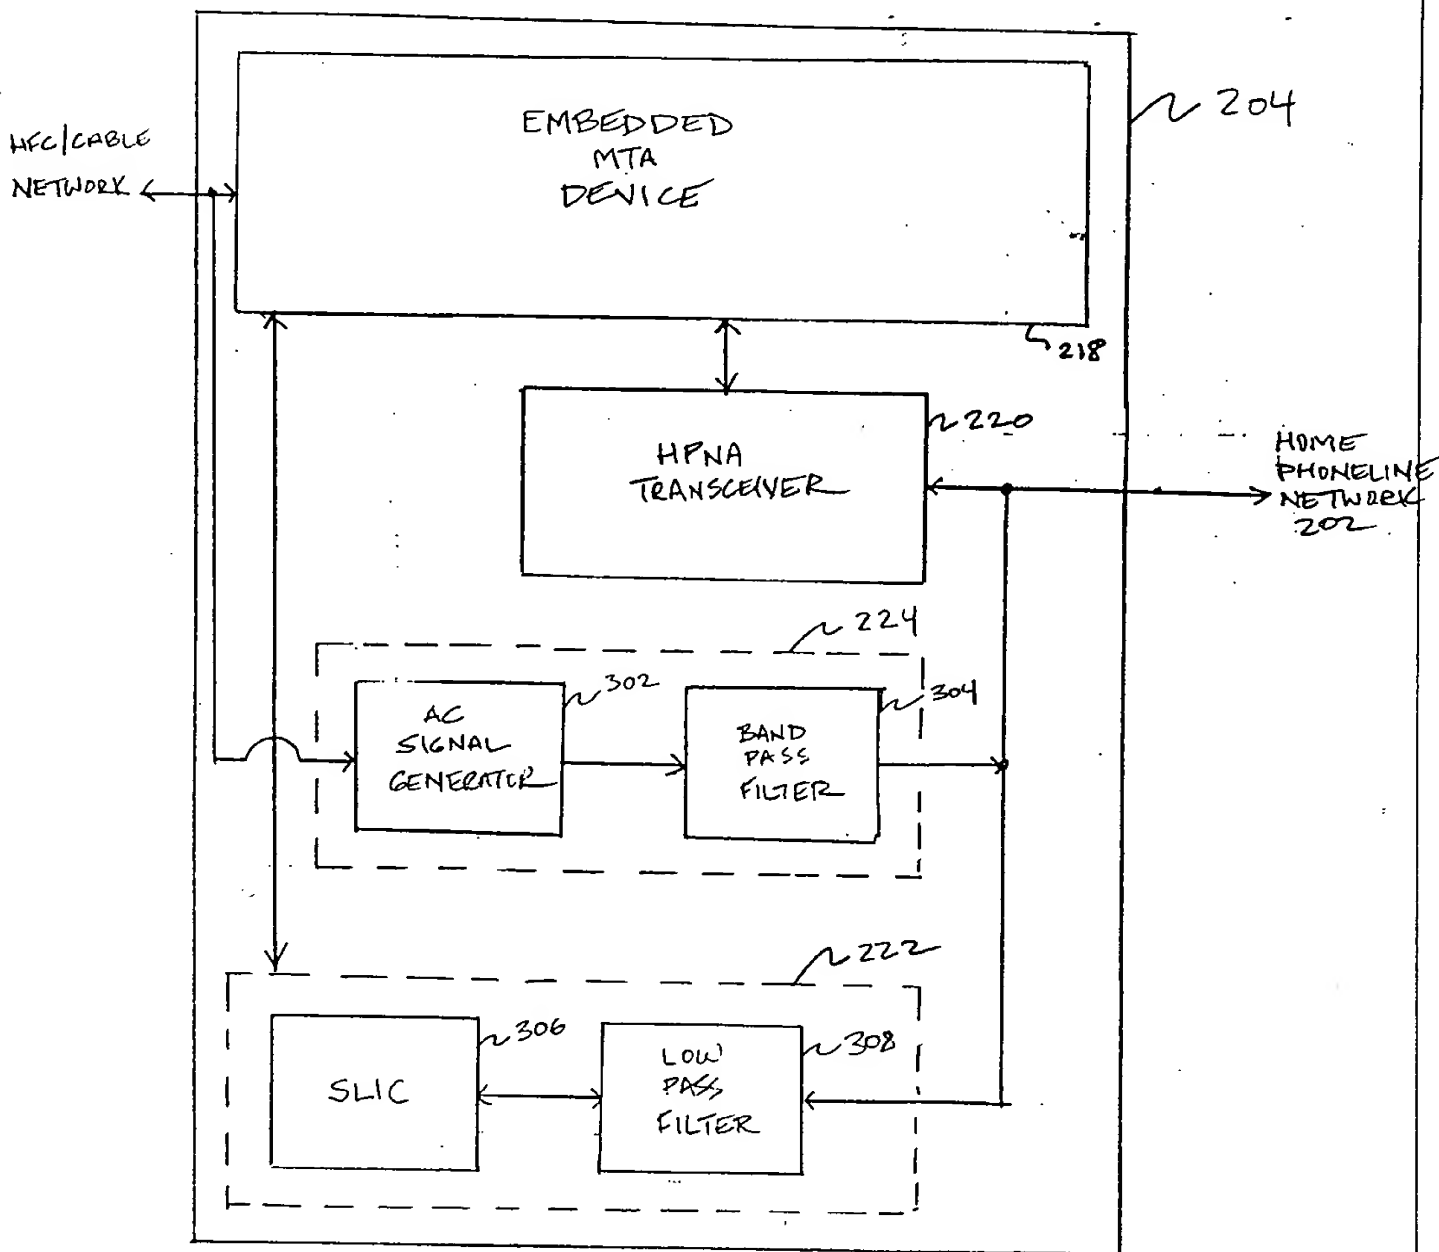 204
EMBEDDED
MTA
DEVICE
HFC/CABLE
NETWORK
218
220
HPNA
TRANSCEIVER
HOME
PHONELINE
NETWORK
202
224
302
304
AC
SIGNAL
GENERATOR
BAND
PASS
FILTER
222
306
308
SLIC
LOW
PASS
FILTER